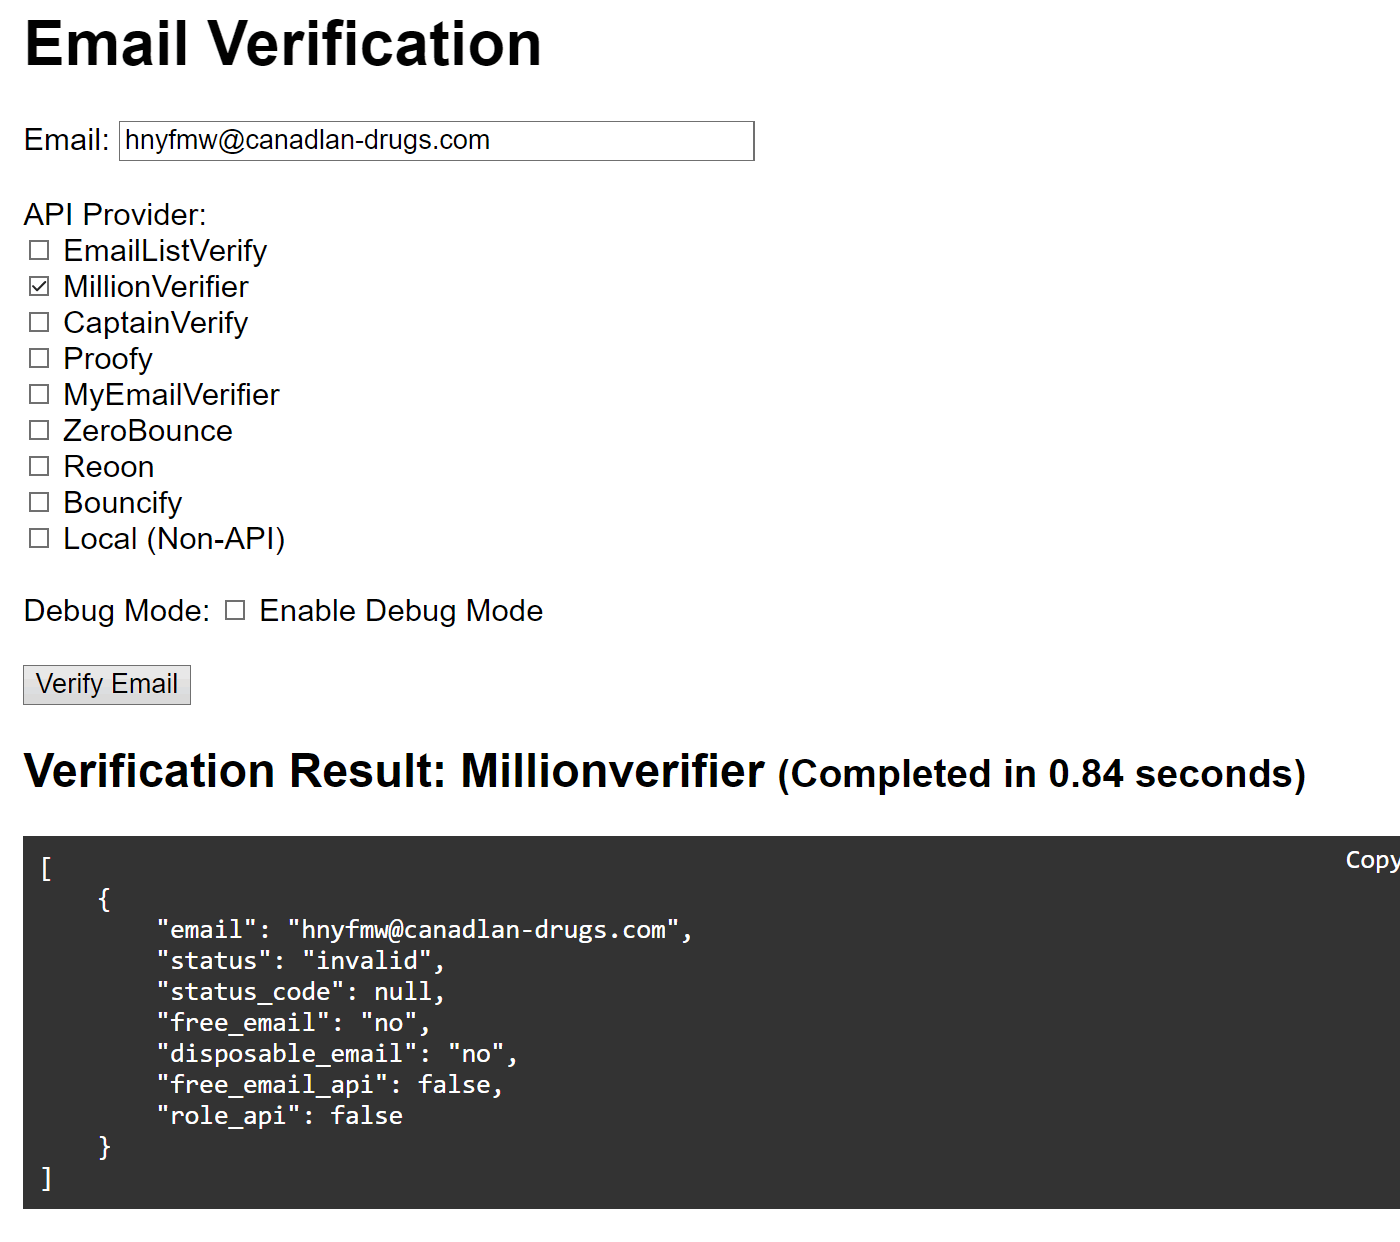 Email Verification
Email: hnyfmw@canadlan-drugs.com
API Provider:
EmailListVerify
MillionVerifier
CaptainVerify
Proofy
MyEmailVerifier
ZeroBounce
Reoon
Bouncify
Local (Non-API)
Debug Mode: Enable Debug Mode
Verify Email
Verification Result: Millionverifier (Completed in 0.84 seconds)
Copy
[
{
"email": "hnyfmw@canadlan-drugs.com",
"status": "invalid",
"status_code": null,
"free_email": "no",
"disposable_email": "no",
"free_email_api": false,
"role_api": false
}
]